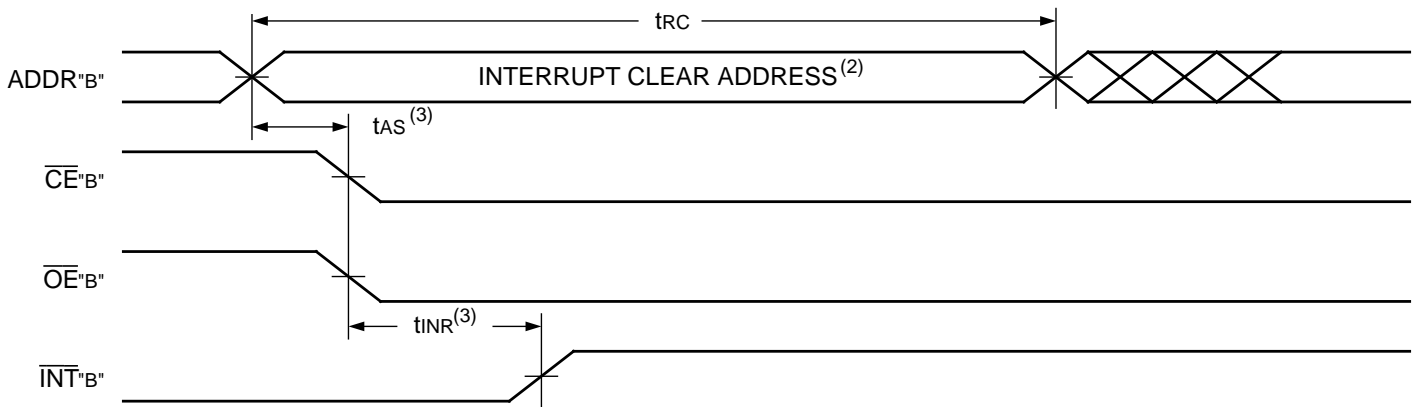 tRC
ADDR"B"
INTERRUPT CLEAR ADDRESS(2)
tAS(3)
CE"B"
OE"B"
tINR(3)
INT"B"